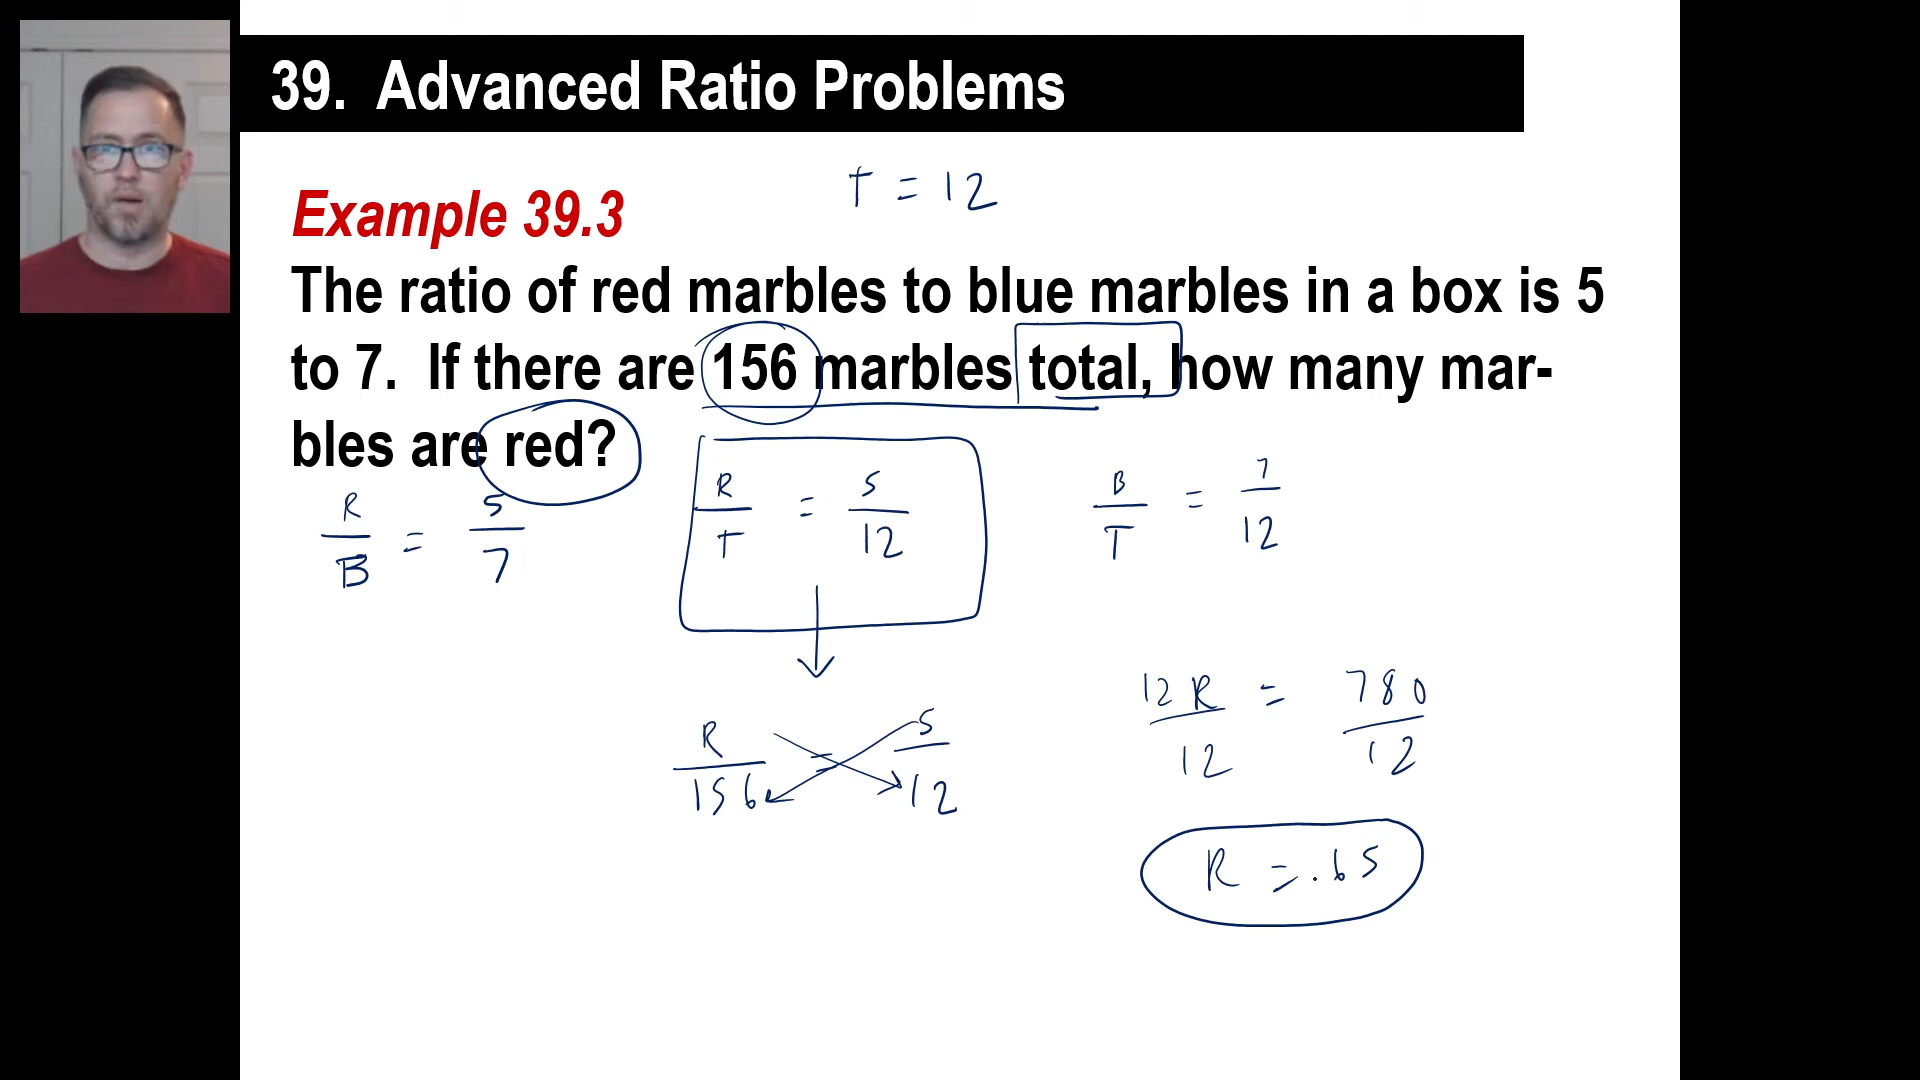 39. Advanced Ratio Problems
T = 12
Example 39.3
The ratio of red marbles to blue marbles in a box is 5
to 7. If there are 156 marbles total, how many mar-
bles are red?
R/B = 5/7
R/T = 5/12
B/T = 7/12
R/156 = 5/12
12R/12 = 780/12
R = .65